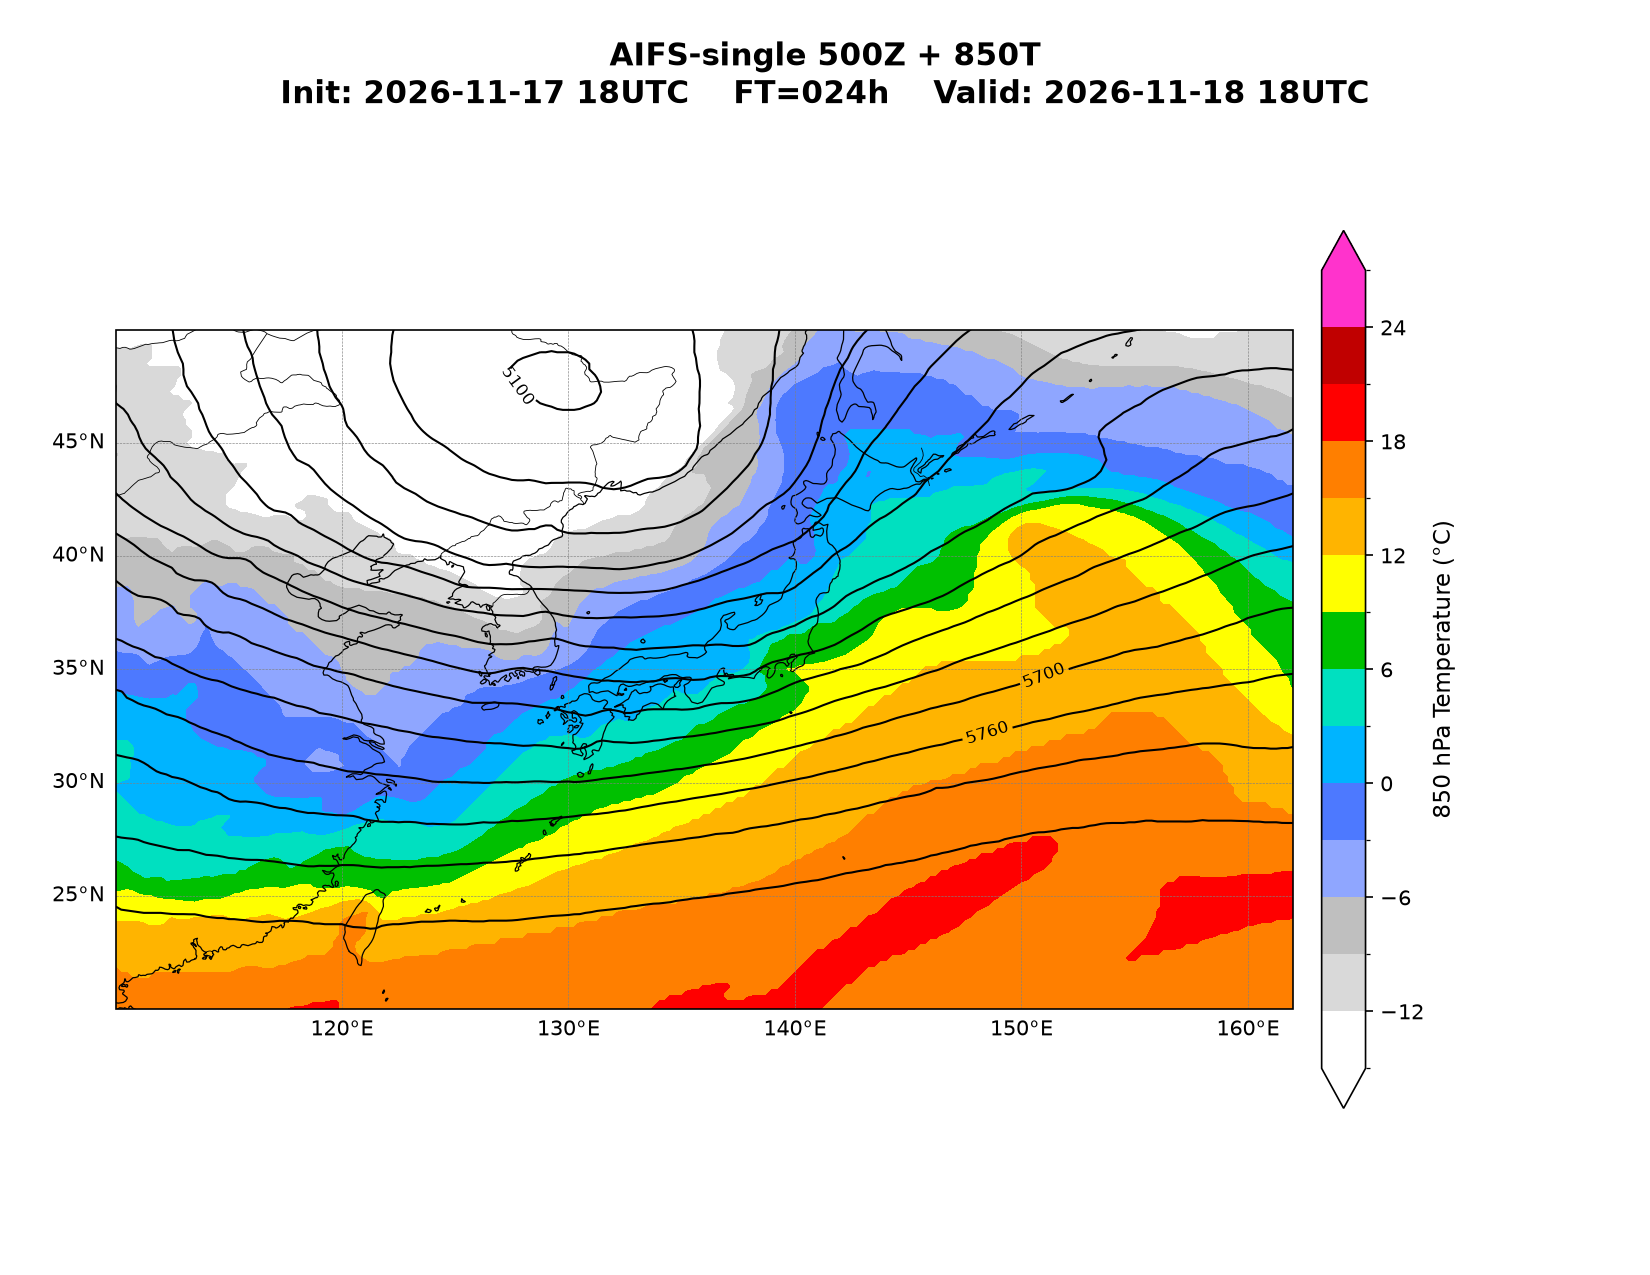 AIFS-single 500Z + 850T
Init: 2026-11-17 18UTC    FT=024h    Valid: 2026-11-18 18UTC
5100
5700
5760
45°N
40°N
35°N
30°N
25°N
120°E
130°E
140°E
150°E
160°E
24
18
12
6
0
−6
−12
850 hPa Temperature (°C)